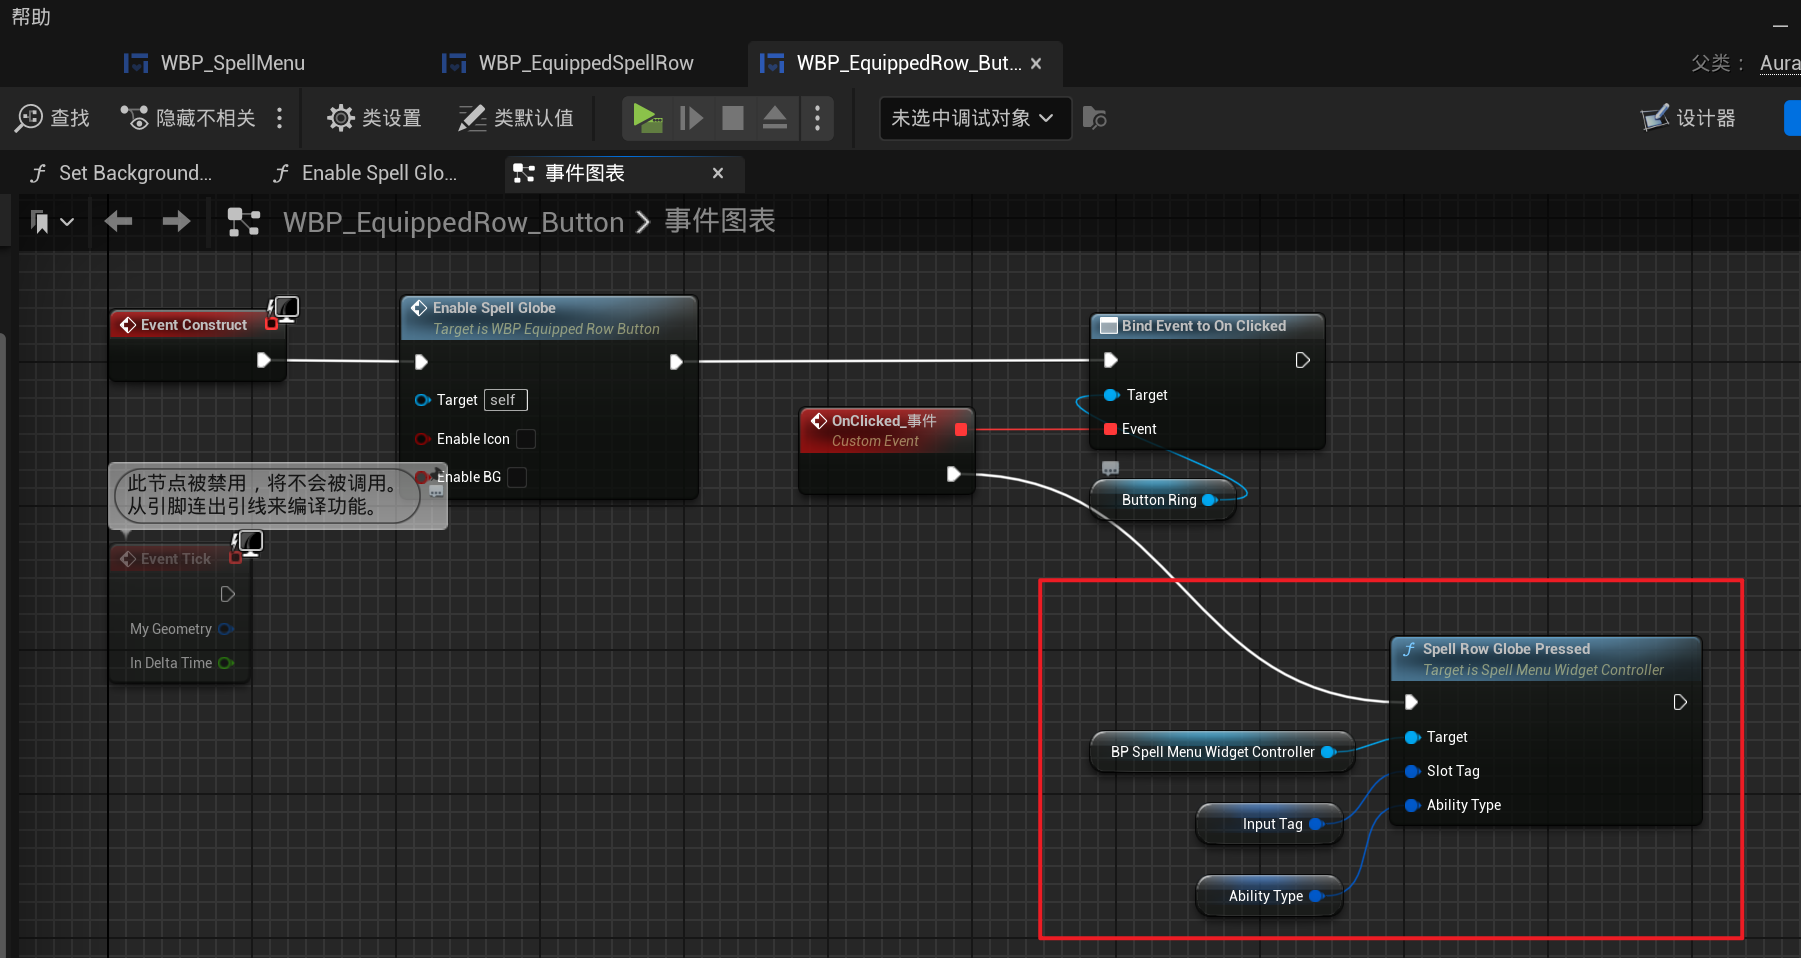 帮助
WBP_SpellMenu
WBP_EquippedSpellRow
WBP_EquippedRow_But...
父类：
Aura
查找
隐藏不相关
类设置
类默认值
未选中调试对象
设计器
Set Background...
Enable Spell Glo...
事件图表
WBP_EquippedRow_Button
事件图表
Event Construct
Enable Spell Globe
Target is WBP Equipped Row Button
Target
self
Enable Icon
Enable BG
OnClicked_事件
Custom Event
Bind Event to On Clicked
Target
Event
Button Ring
此节点被禁用，将不会被调用。
从引脚连出引线来编译功能。
Event Tick
My Geometry
In Delta Time
Spell Row Globe Pressed
Target is Spell Menu Widget Controller
Target
Slot Tag
Ability Type
BP Spell Menu Widget Controller
Input Tag
Ability Type